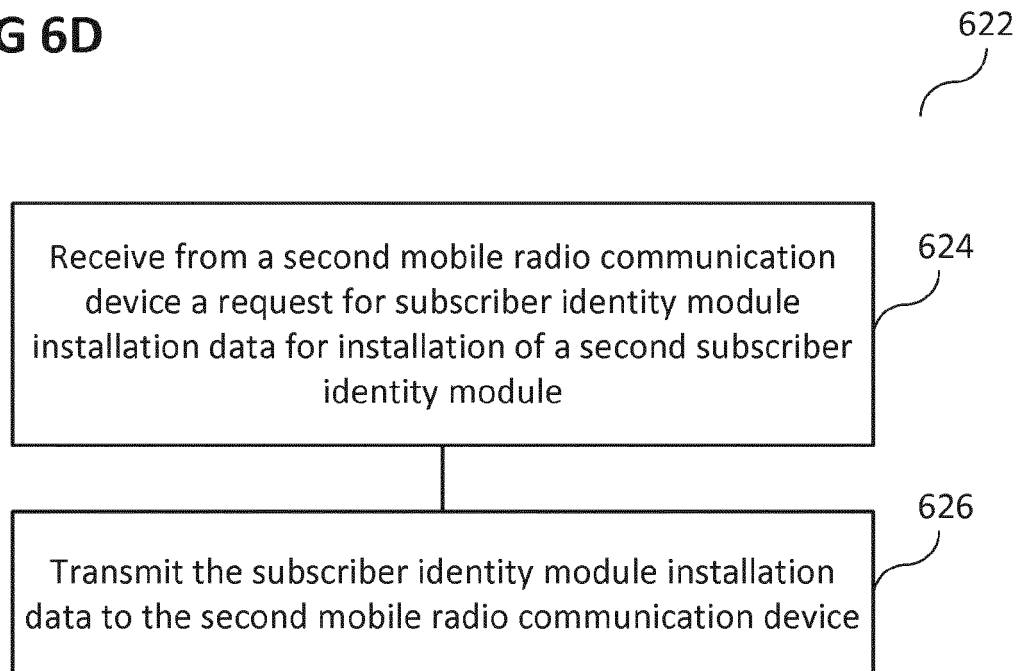 G 6D
622
Receive from a second mobile radio communication
device a request for subscriber identity module
installation data for installation of a second subscriber
identity module
624
Transmit the subscriber identity module installation
data to the second mobile radio communication device
626